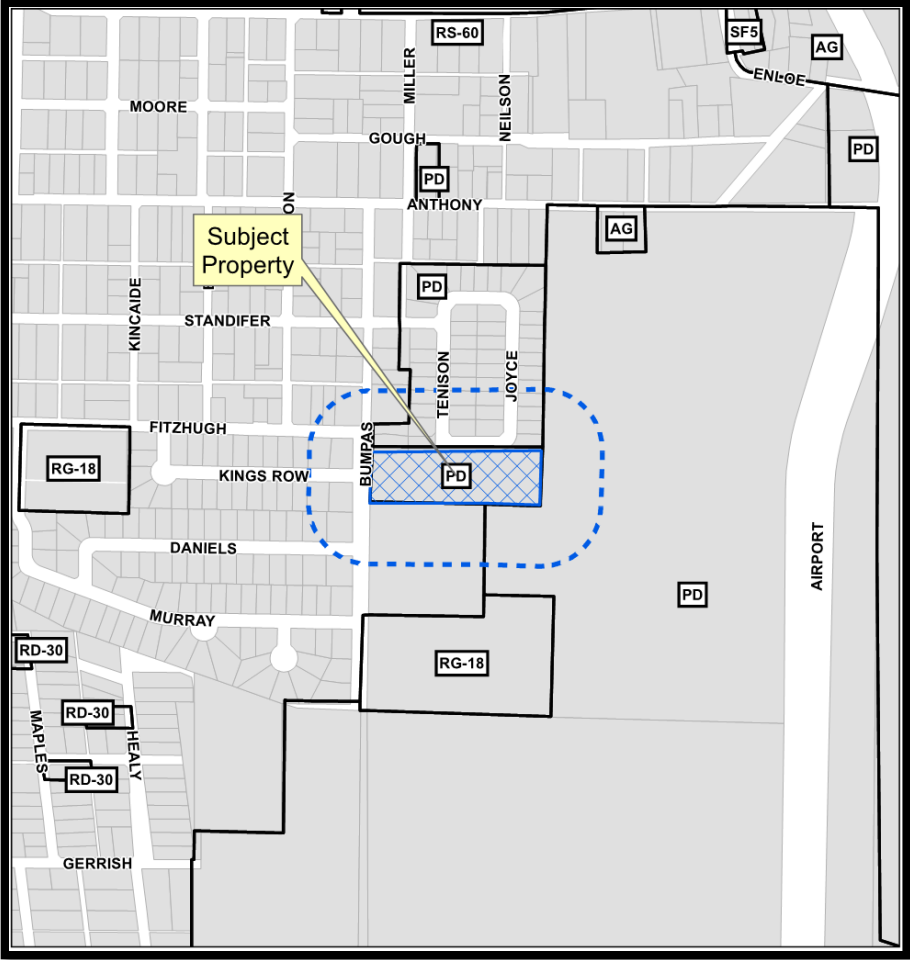 RS-60
SF5
AG
ENLOE
MILLER
MOORE
NEILSON
GOUGH
PD
PD
ANTHONY
ON
AG
Subject
Property
PD
KINCAIDE
STANDIFER
TENISON
JOYCE
FITZHUGH
BUMPAS
RG-18
KINGS ROW
PD
DANIELS
AIRPORT
PD
MURRAY
RD-30
RG-18
RD-30
MAPLES
HEALY
RD-30
GERRISH